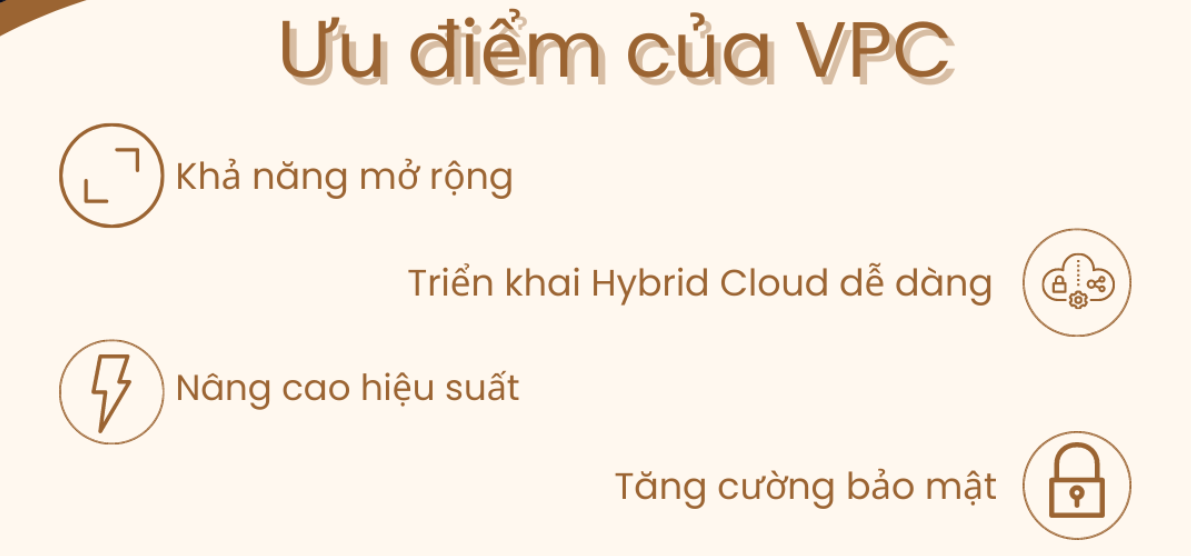 Ưu điểm của VPC
Khả năng mở rộng
Triển khai Hybrid Cloud dễ dàng
Nâng cao hiệu suất
Tăng cường bảo mật